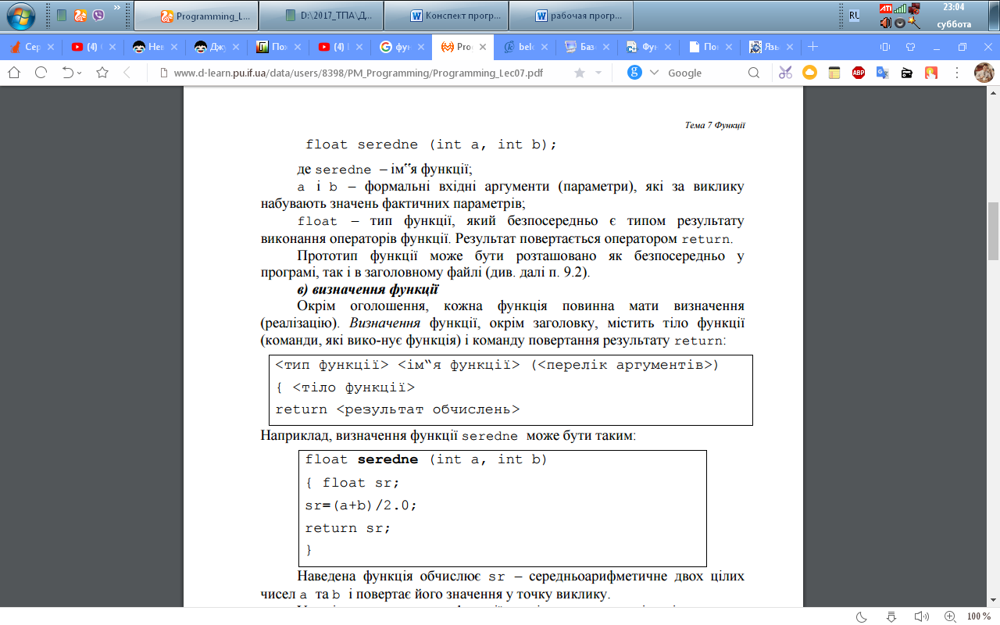 Programming_L...
D:\2017_ТПА\Д...
Конспект прогр...
рабочая прогр...
RU
23:04
суббота
Сер
(4)
Нев
Джу
Пох
(4)
фун
Proc
belc
База
Фун
Пог
Язы
www.d-learn.pu.if.ua/data/users/8398/PM_Programming/Programming_Lec07.pdf
Google
ABP
Тема 7 Функції
float seredne (int a, int b);
де seredne – ім‟я функції;
a і b – формальні вхідні аргументи (параметри), які за виклику
набувають значень фактичних параметрів;
float – тип функції, який безпосередньо є типом результату
виконання операторів функції. Результат повертається оператором return.
Прототип функції може бути розташовано як безпосередньо у
програмі, так і в заголовному файлі (див. далі п. 9.2).
в) визначення функції
Окрім оголошення, кожна функція повинна мати визначення
(реалізацію). Визначення функції, окрім заголовку, містить тіло функції
(команди, які вико-нує функція) і команду повертання результату return:
<тип функції> <ім‟я функції> (<перелік аргументів>)
{ <тіло функції>
return <результат обчислень>
Наприклад, визначення функції seredne може бути таким:
float seredne (int a, int b)
{ float sr;
sr=(a+b)/2.0;
return sr;
}
Наведена функція обчислює sr – середньоарифметичне двох цілих
чисел a та b і повертає його значення у точку виклику.
100 %